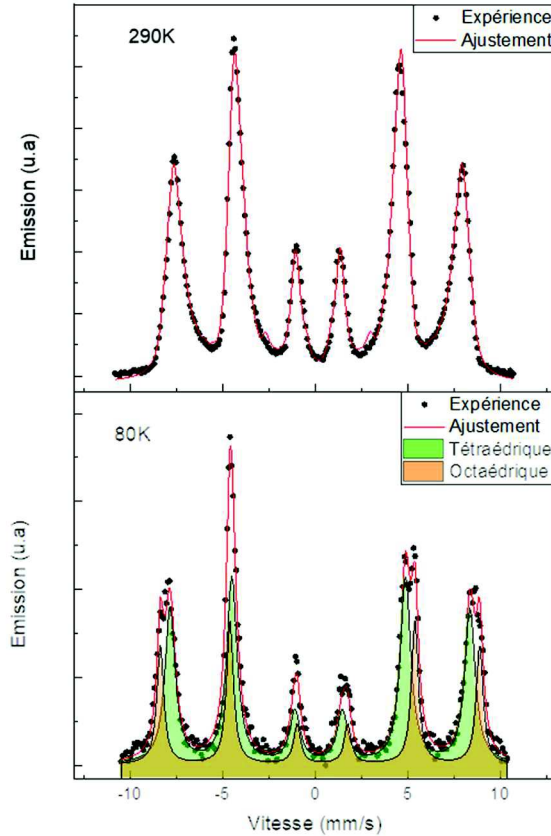 290K
Expérience
Ajustement
Emission (u.a)
80K
Expérience
Ajustement
Tétraédrique
Octaédrique
Emission (u.a)
-10 -5 0 5 10
Vitesse (mm/s)